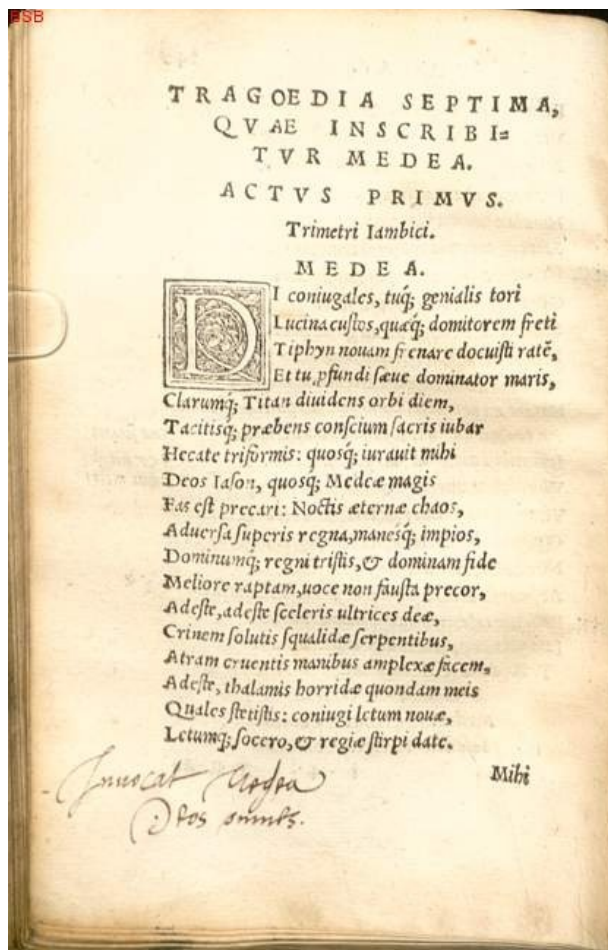 BSB
TRAGOEDIA SEPTIMA,
QVAE INSCRIBI=
TVR MEDEA.
ACTVS PRIMVS.
Trimetri Iambici.
MEDEA.
DI coniugales, tuq; genialis tori
Lucina custos, quæq; domitorem freti
Tiphyn nouam frenare docuisti ratē,
Et tu ꝓfundi sæue dominator maris,
Clarumq; Titan diuidens orbi diem,
Tacitisq; præbens conscium sacris iubar
Hecate triformis: quosq; iurauit mihi
Deos Iason, quosq; Medeæ magis
Fas est precari: Noctis æternæ chaos,
Aduersa superis regna, manesq́; impios,
Dominumq; regni tristis, & dominam fide
Meliore raptam, uoce non fausta precor,
Adeste, adeste sceleris ultrices deæ,
Crinem solutis squalidæ serpentibus,
Atram cruentis manibus amplexæ facem,
Adeste, thalamis horridæ quondam meis
Quales stetistis: coniugi letum nouæ,
Letumq; socero, & regiæ stirpi date.
Mihi
Inuocat Medea
Deos omnes.